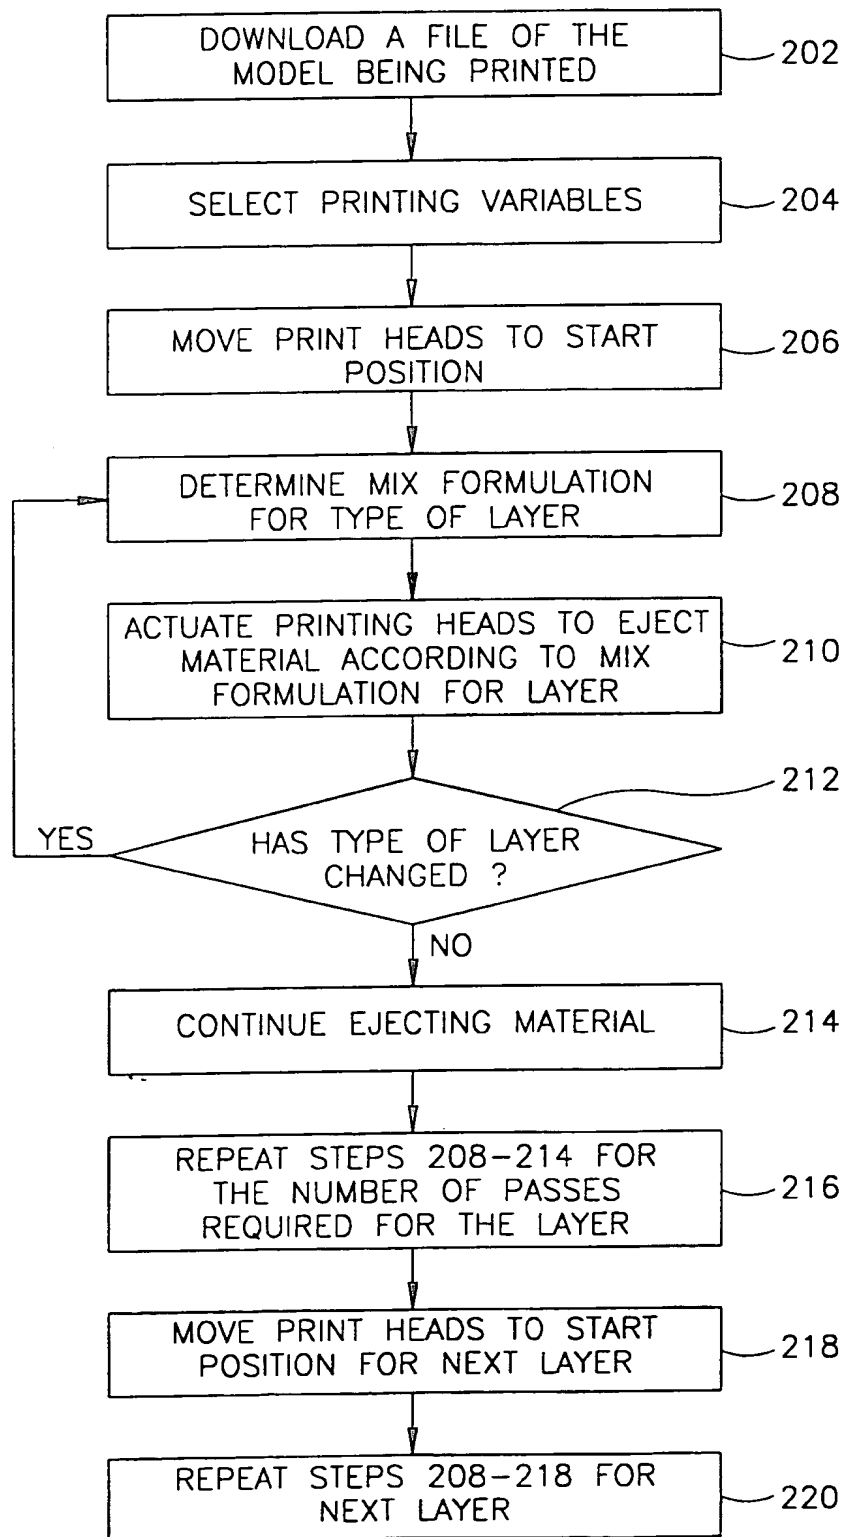 DOWNLOAD A FILE OF THE
MODEL BEING PRINTED
202
SELECT PRINTING VARIABLES
204
MOVE PRINT HEADS TO START
POSITION
206
DETERMINE MIX FORMULATION
FOR TYPE OF LAYER
208
ACTUATE PRINTING HEADS TO EJECT
MATERIAL ACCORDING TO MIX
FORMULATION FOR LAYER
210
212
YES
HAS TYPE OF LAYER
CHANGED ?
NO
CONTINUE EJECTING MATERIAL
214
REPEAT STEPS 208-214 FOR
THE NUMBER OF PASSES
REQUIRED FOR THE LAYER
216
MOVE PRINT HEADS TO START
POSITION FOR NEXT LAYER
218
REPEAT STEPS 208-218 FOR
NEXT LAYER
220